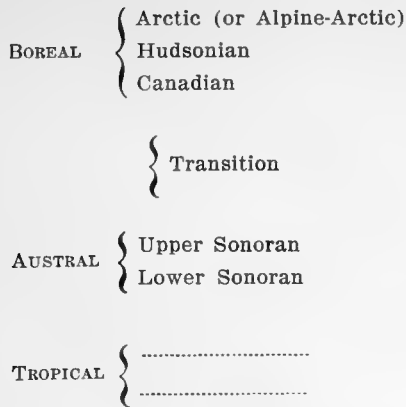 Arctic (or Alpine-Arctic)
BOREAL Hudsonian
Canadian
Transition
AUSTRAL Upper Sonoran
Lower Sonoran
TROPICAL